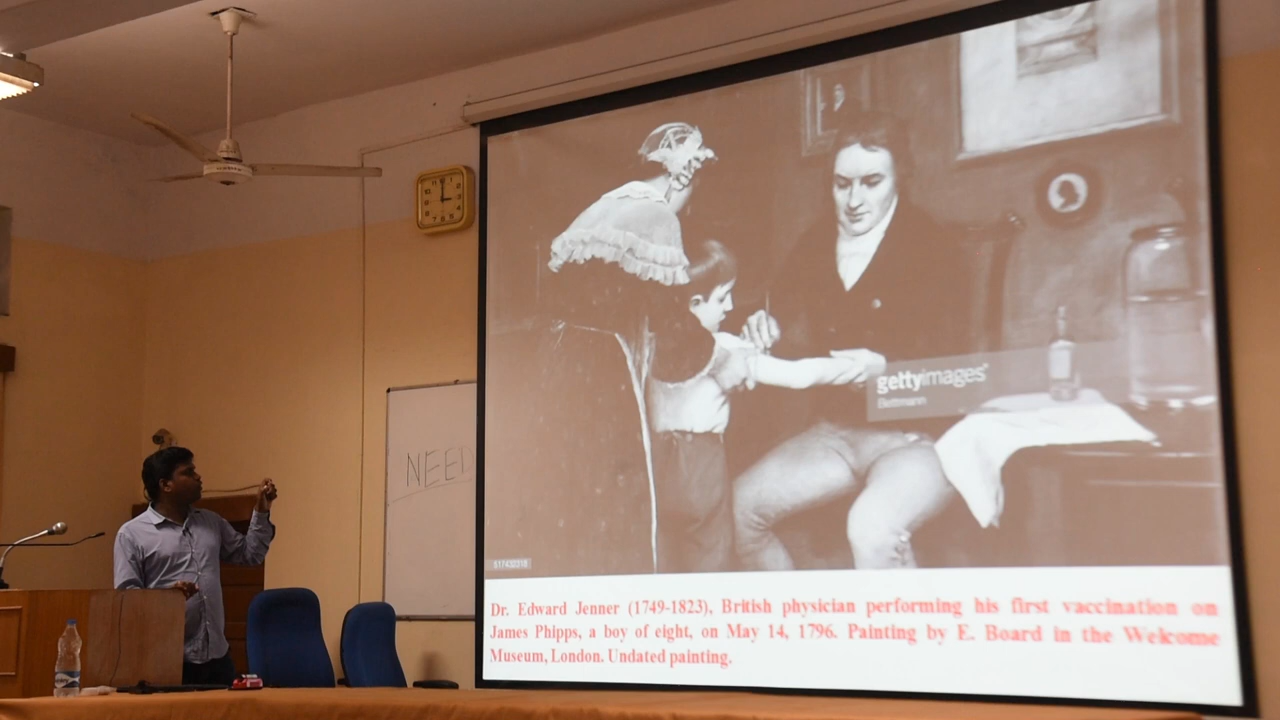 NEED
gettyimages®
Bettmann
517432318
Dr. Edward Jenner (1749-1823), British physician performing his first vaccination on
James Phipps, a boy of eight, on May 14, 1796. Painting by E. Board in the Welcome
Museum, London. Undated painting.